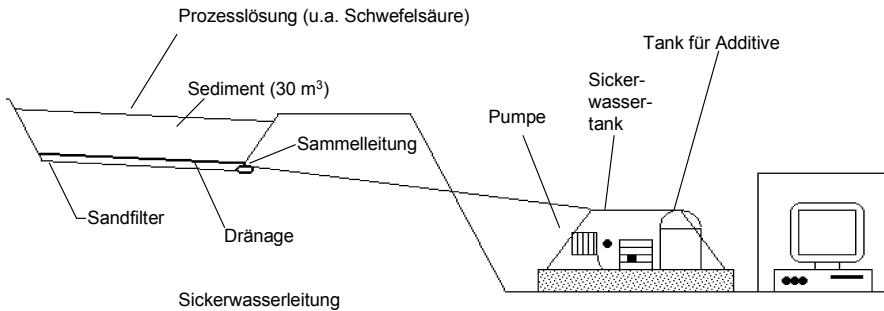 Prozesslösung (u.a. Schwefelsäure)
Tank für Additive
Sediment (30 m³)
Sicker-
wasser-
tank
Pumpe
Sammelleitung
Sandfilter
Dränage
Sickerwasserleitung